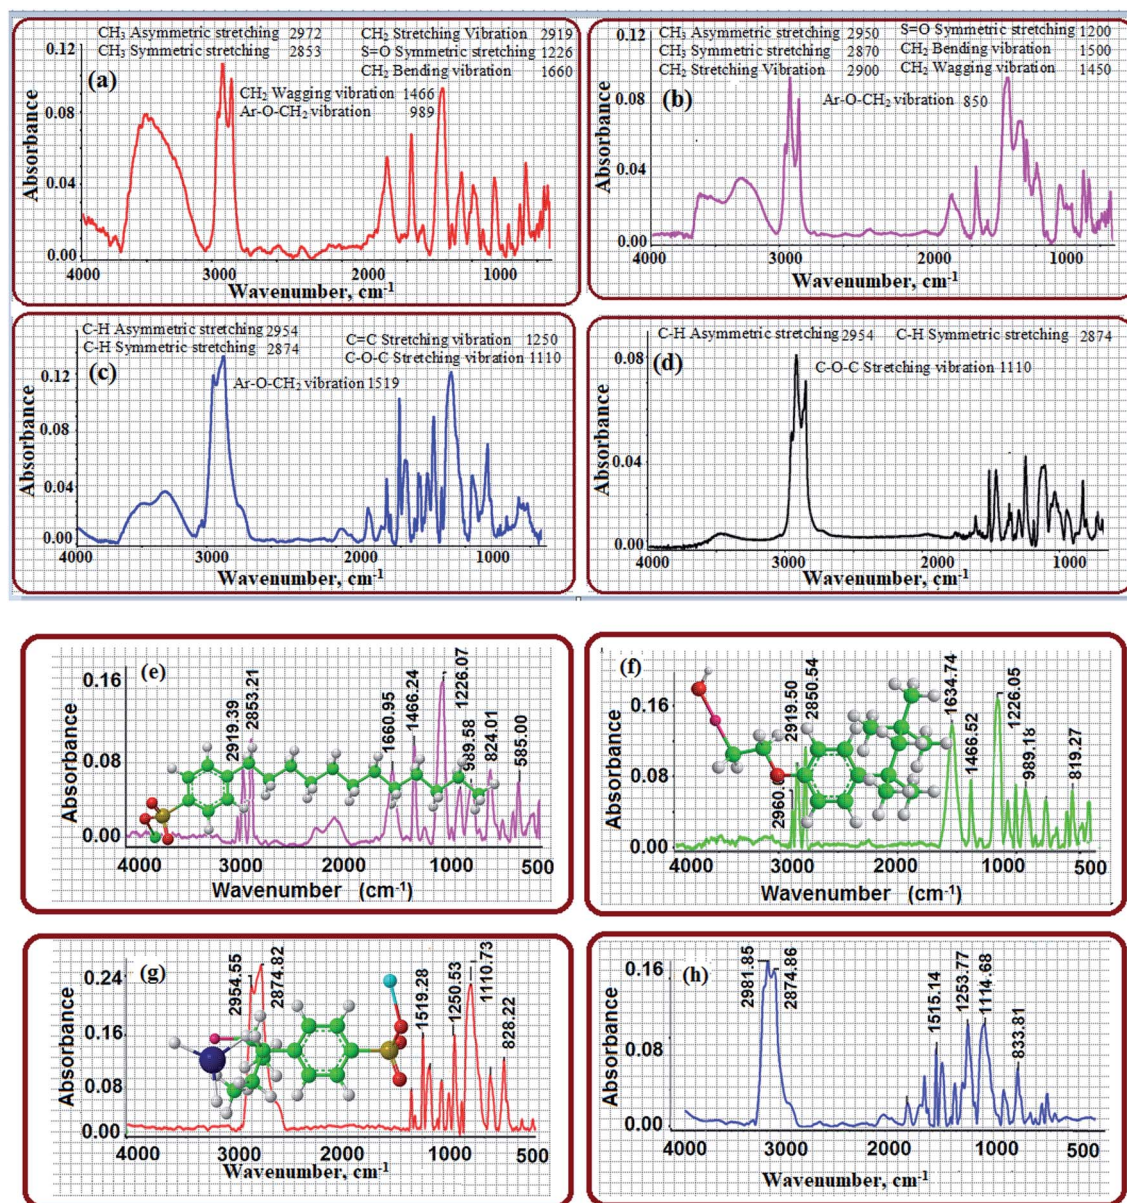 CH₃ Asymmetric stretching 2972
CH₃ Symmetric stretching 2853
CH₂ Stretching Vibration 2919
S=O Symmetric stretching 1226
CH₂ Bending vibration 1660
CH₂ Wagging vibration 1466
Ar-O-CH₂ vibration 989
(a)
0.12
0.08
0.04
0.00
Absorbance
4000 3000 2000 1000
Wavenumber, cm⁻¹
CH₃ Asymmetric stretching 2950
CH₃ Symmetric stretching 2870
CH₂ Stretching Vibration 2900
S=O Symmetric stretching 1200
CH₂ Bending vibration 1500
CH₂ Wagging vibration 1450
Ar-O-CH₂ vibration 850
(b)
0.12
0.08
0.04
0.00
Absorbance
4000 3000 2000 1000
Wavenumber, cm⁻¹
C-H Asymmetric stretching 2954
C-H Symmetric stretching 2874
C=C Stretching vibration 1250
C-O-C Stretching vibration 1110
Ar-O-CH₂ vibration 1519
(c)
0.12
0.08
0.04
0.00
Absorbance
4000 3000 2000 1000
Wavenumber, cm⁻¹
C-H Asymmetric stretching 2954
C-H Symmetric stretching 2874
C-O-C Stretching vibration 1110
(d)
0.08
0.04
0.00
Absorbance
4000 3000 2000 1000
Wavenumber, cm⁻¹
(e)
0.16
0.08
0.00
Absorbance
2919.39
2853.21
1660.95
1466.24
1226.07
989.58
824.01
585.00
4000 3000 2000 1000 500
Wavenumber (cm⁻¹)
(f)
0.16
0.08
0.00
Absorbance
2960.0
2919.50
2850.54
1634.74
1466.52
1226.05
989.18
819.27
4000 3000 2000 1000 500
Wavenumber (cm⁻¹)
(g)
0.24
0.16
0.08
0.00
Absorbance
2954.55
2874.82
1519.28
1250.53
1110.73
828.22
4000 3000 2000 1000 500
Wavenumber (cm⁻¹)
(h)
0.16
0.08
0.00
Absorbance
2981.85
2874.86
1515.14
1253.77
1114.68
833.81
4000 3000 2000 1000 500
Wavenumber (cm⁻¹)